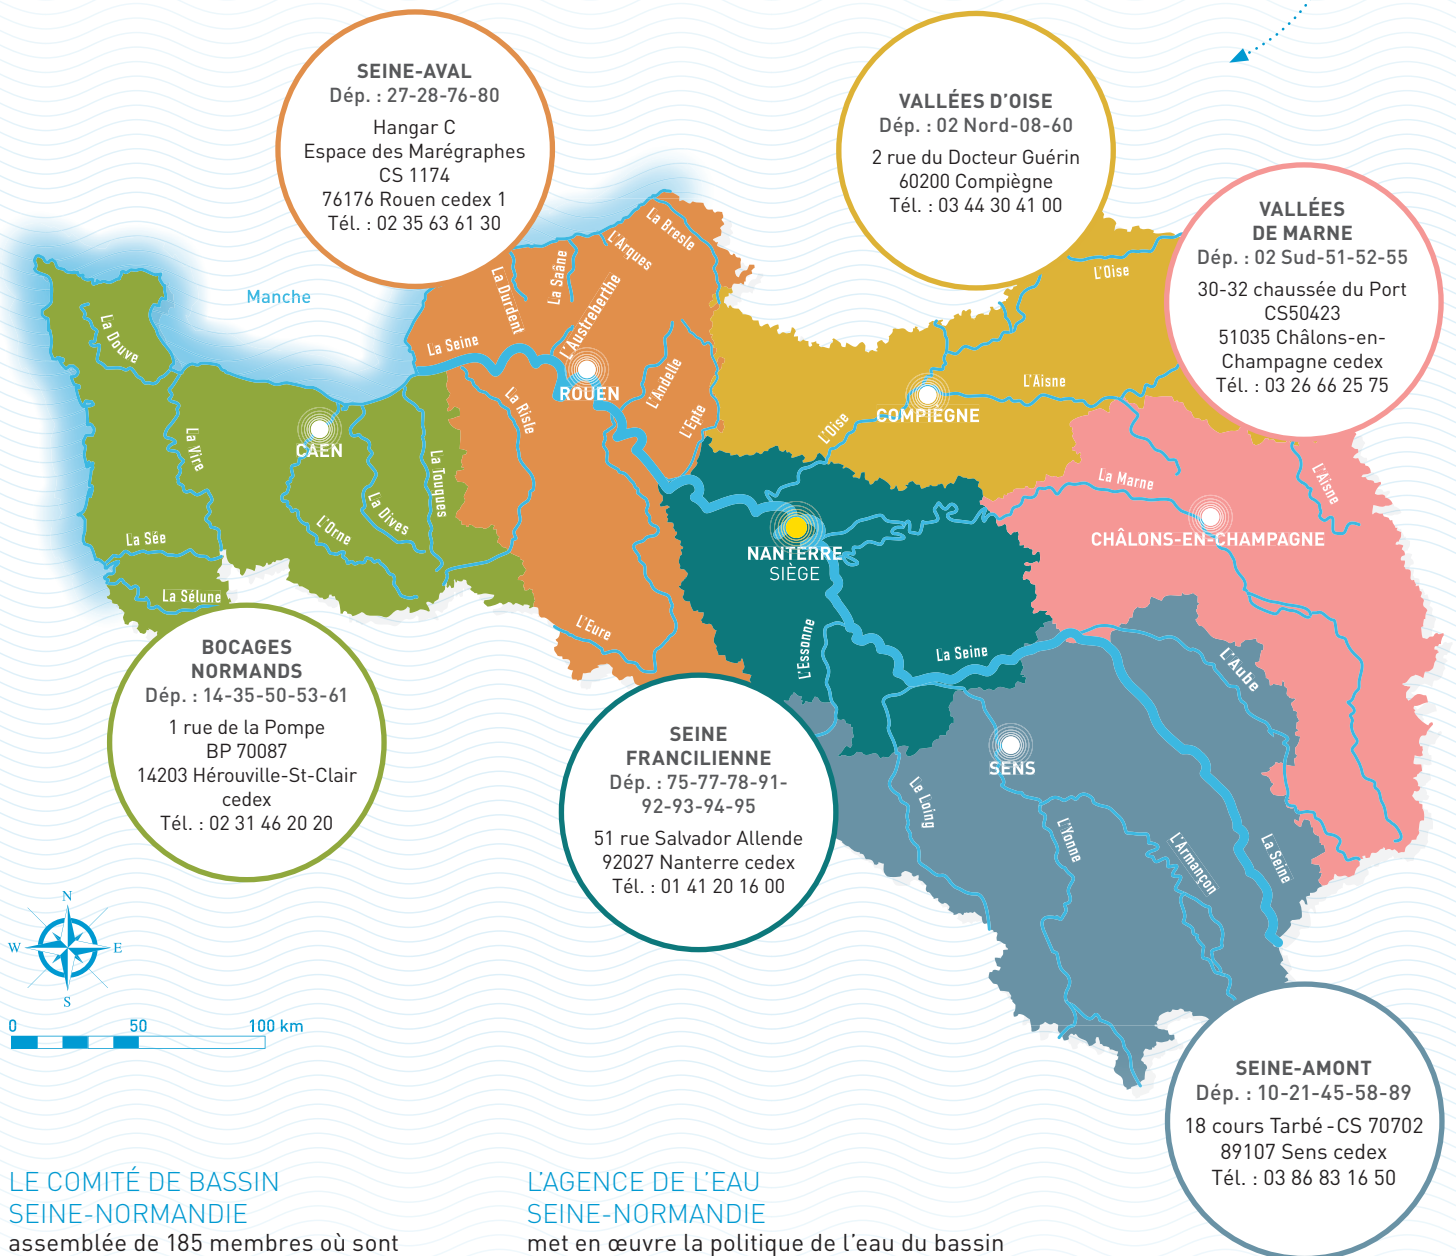 SEINE-AVAL
Dép. : 27-28-76-80
Hangar C
Espace des Marégraphes
CS 1174
76176 Rouen cedex 1
Tél. : 02 35 63 61 30
VALLÉES D'OISE
Dép. : 02 Nord-08-60
2 rue du Docteur Guérin
60200 Compiègne
Tél. : 03 44 30 41 00
VALLÉES
DE MARNE
Dép. : 02 Sud-51-52-55
30-32 chaussée du Port
CS50423
51035 Châlons-en-
Champagne cedex
Tél. : 03 26 66 25 75
Manche
La Bresle
L'Arques
La Saâne
La Durdent
L'Austreberthe
La Seine
ROUEN
L'Andelle
L'Epte
La Risle
L'Eure
La Douve
La Vire
CAEN
La Touques
La Dives
L'Orne
La Sée
La Sélune
L'Oise
L'Aisne
COMPIÈGNE
L'Oise
La Marne
L'Aisne
CHÂLONS-EN-CHAMPAGNE
NANTERRE
SIÈGE
L'Essonne
La Seine
L'Aube
SENS
Le Loing
L'Yonne
L'Armançon
La Seine
BOCAGES
NORMANDS
Dép. : 14-35-50-53-61
1 rue de la Pompe
BP 70087
14203 Hérouville-St-Clair
cedex
Tél. : 02 31 46 20 20
SEINE
FRANCILIENNE
Dép. : 75-77-78-91-
92-93-94-95
51 rue Salvador Allende
92027 Nanterre cedex
Tél. : 01 41 20 16 00
N
W E
S
0 50 100 km
SEINE-AMONT
Dép. : 10-21-45-58-89
18 cours Tarbé - CS 70702
89107 Sens cedex
Tél. : 03 86 83 16 50
LE COMITÉ DE BASSIN
SEINE-NORMANDIE
assemblée de 185 membres où sont
L'AGENCE DE L'EAU
SEINE-NORMANDIE
met en œuvre la politique de l'eau du bassin